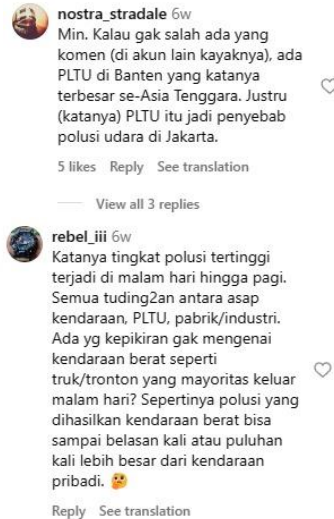 nostra_stradale 6w
Min. Kalau gak salah ada yang
komen (di akun lain kayaknya), ada
PLTU di Banten yang katanya
terbesar se-Asia Tenggara. Justru
(katanya) PLTU itu jadi penyebab
polusi udara di Jakarta.
5 likes Reply See translation
View all 3 replies
rebel_iii 6w
Katanya tingkat polusi tertinggi
terjadi di malam hari hingga pagi.
Semua tuding2an antara asap
kendaraan, PLTU, pabrik/industri.
Ada yg kepikiran gak mengenai
kendaraan berat seperti
truk/tronton yang mayoritas keluar
malam hari? Sepertinya polusi yang
dihasilkan kendaraan berat bisa
sampai belasan kali atau puluhan
kali lebih besar dari kendaraan
pribadi. 🤔
Reply See translation